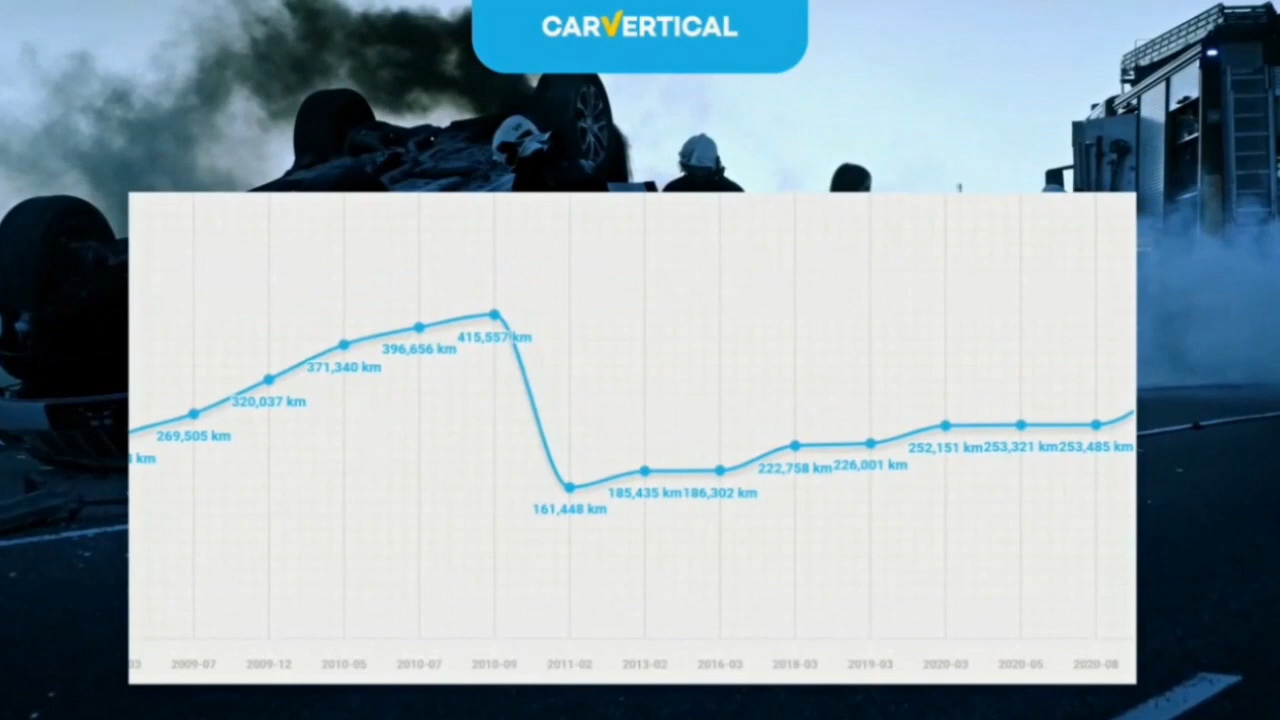 CARVERTICAL
415,557 km
396,656 km
371,340 km
320,037 km
269,505 km
km
252,151 km 253,321 km 253,485 km
222,758 km 226,001 km
185,435 km 186,302 km
161,448 km
03 2009-07 2009-12 2010-05 2010-07 2010-09 2011-02 2013-02 2016-03 2018-03 2019-03 2020-03 2020-05 2020-08